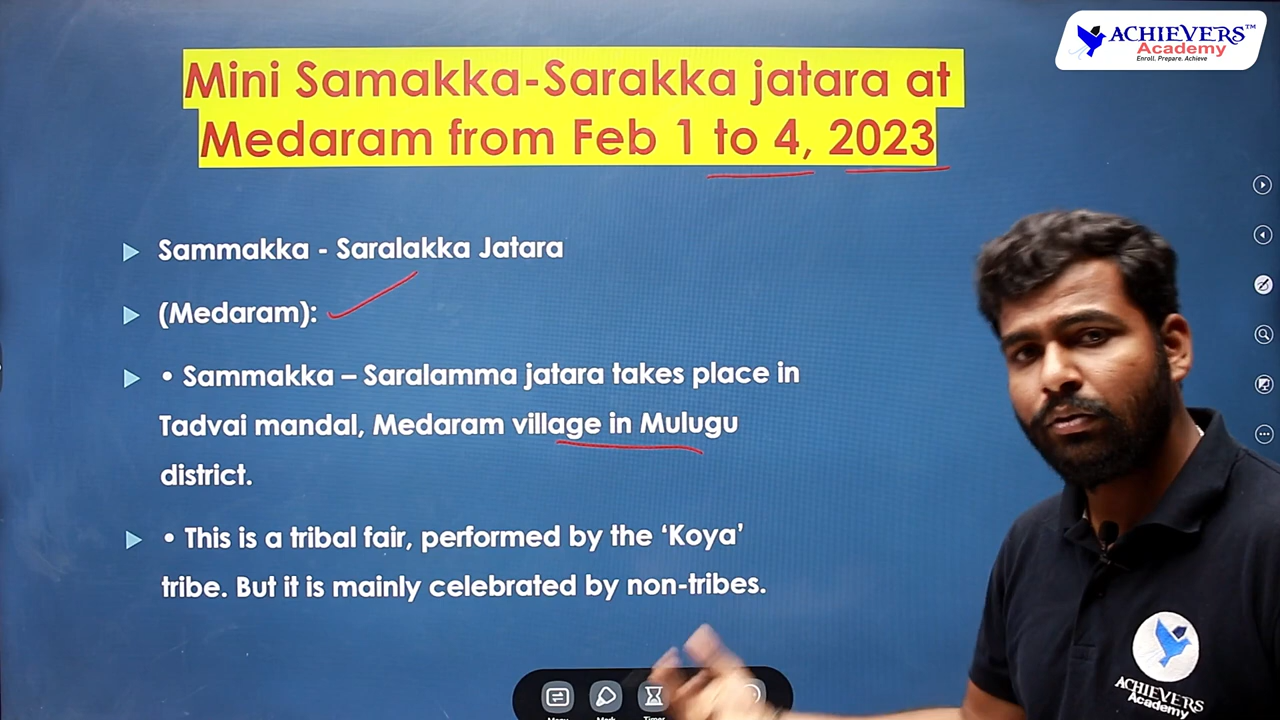 ACHIEVERS™
Academy
Enroll. Prepare. Achieve
Mini Samakka-Sarakka jatara at
Medaram from Feb 1 to 4, 2023
Sammakka - Saralakka Jatara
(Medaram):
• Sammakka – Saralamma jatara takes place in
Tadvai mandal, Medaram village in Mulugu
district.
• This is a tribal fair, performed by the ‘Koya’
tribe. But it is mainly celebrated by non-tribes.
ACHIEVERS
Academy